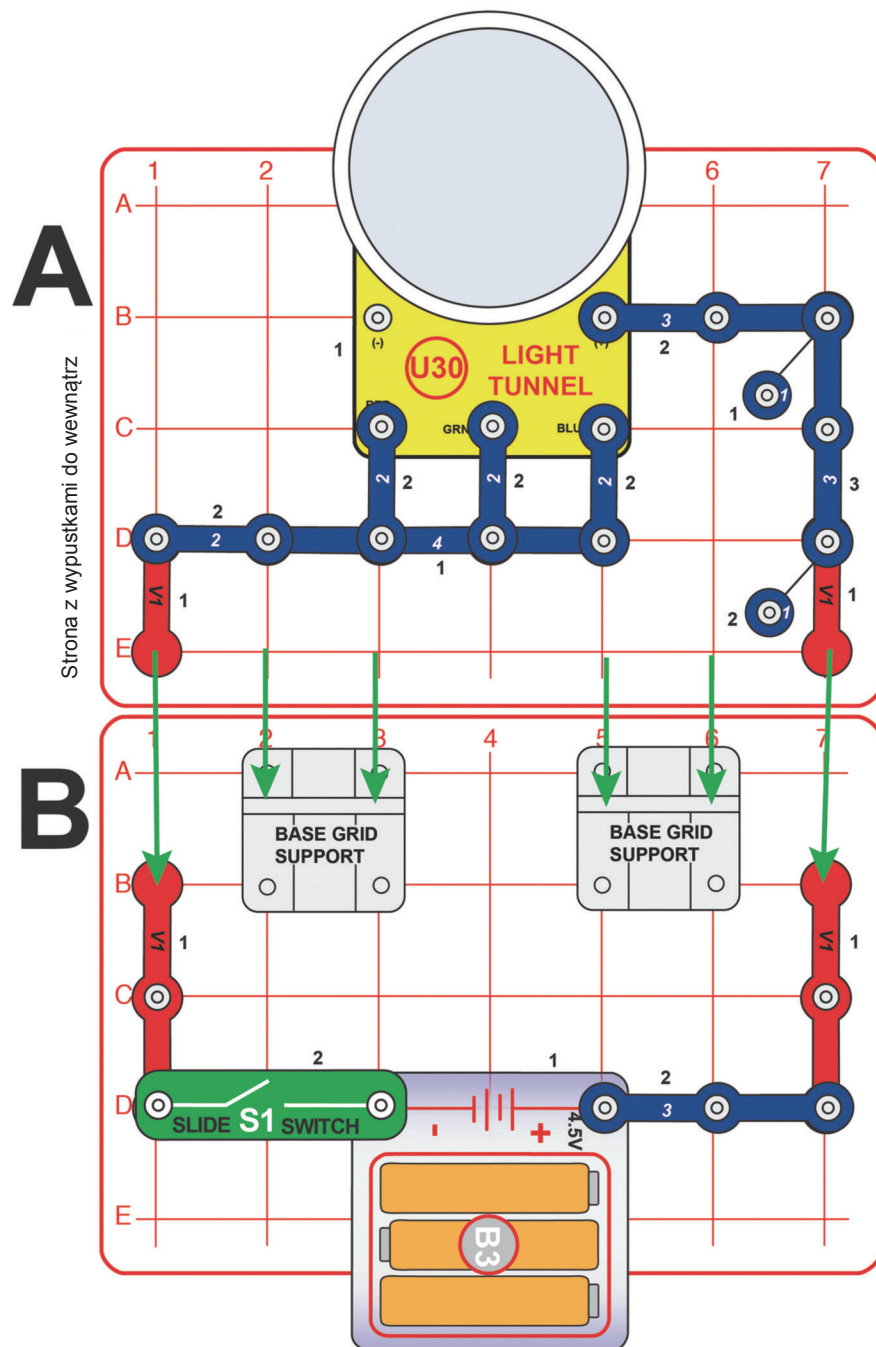 A
Strona z wypustkami do wewnątrz
1 2 6 7
A
B
C
D
E
1
(-)
U30
LIGHT
TUNNEL
GRN
3
2
1
1
2
2
2
2
2
2
3
3
2
2
4
1
V1
1
2
1
V1
1
B
1 2 3 4 5 6 7
A
B
C
D
E
BASE GRID
SUPPORT
BASE GRID
SUPPORT
V1
1
V1
1
2
1
2
3
SLIDE S1 SWITCH
-
+
4.5V
B3